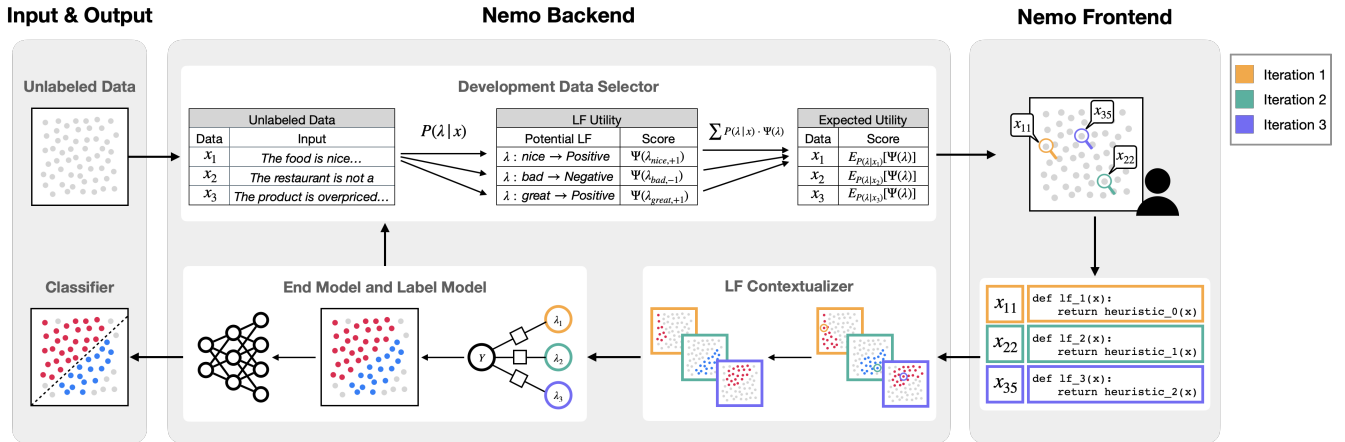 Input & Output
Nemo Backend
Nemo Frontend
Unlabeled Data
Development Data Selector
Unlabeled Data
Data Input
x₁ The food is nice...
x₂ The restaurant is not a
x₃ The product is overpriced...
P(λ|x)
LF Utility
Potential LF Score
λ : nice → Positive Ψ(λnice,+1)
λ : bad → Negative Ψ(λbad,−1)
λ : great → Positive Ψ(λgreat,+1)
∑ P(λ|x) · Ψ(λ)
Expected Utility
Data Score
x₁ E_P(λ|x₁)[Ψ(λ)]
x₂ E_P(λ|x₂)[Ψ(λ)]
x₃ E_P(λ|x₃)[Ψ(λ)]
x₁₁
x₃₅
x₂₂
Iteration 1
Iteration 2
Iteration 3
Classifier
End Model and Label Model
Y
λ₁
λ₂
λ₃
LF Contextualizer
x₁₁
def lf_1(x):
return heuristic_0(x)
x₂₂
def lf_2(x):
return heuristic_1(x)
x₃₅
def lf_3(x):
return heuristic_2(x)